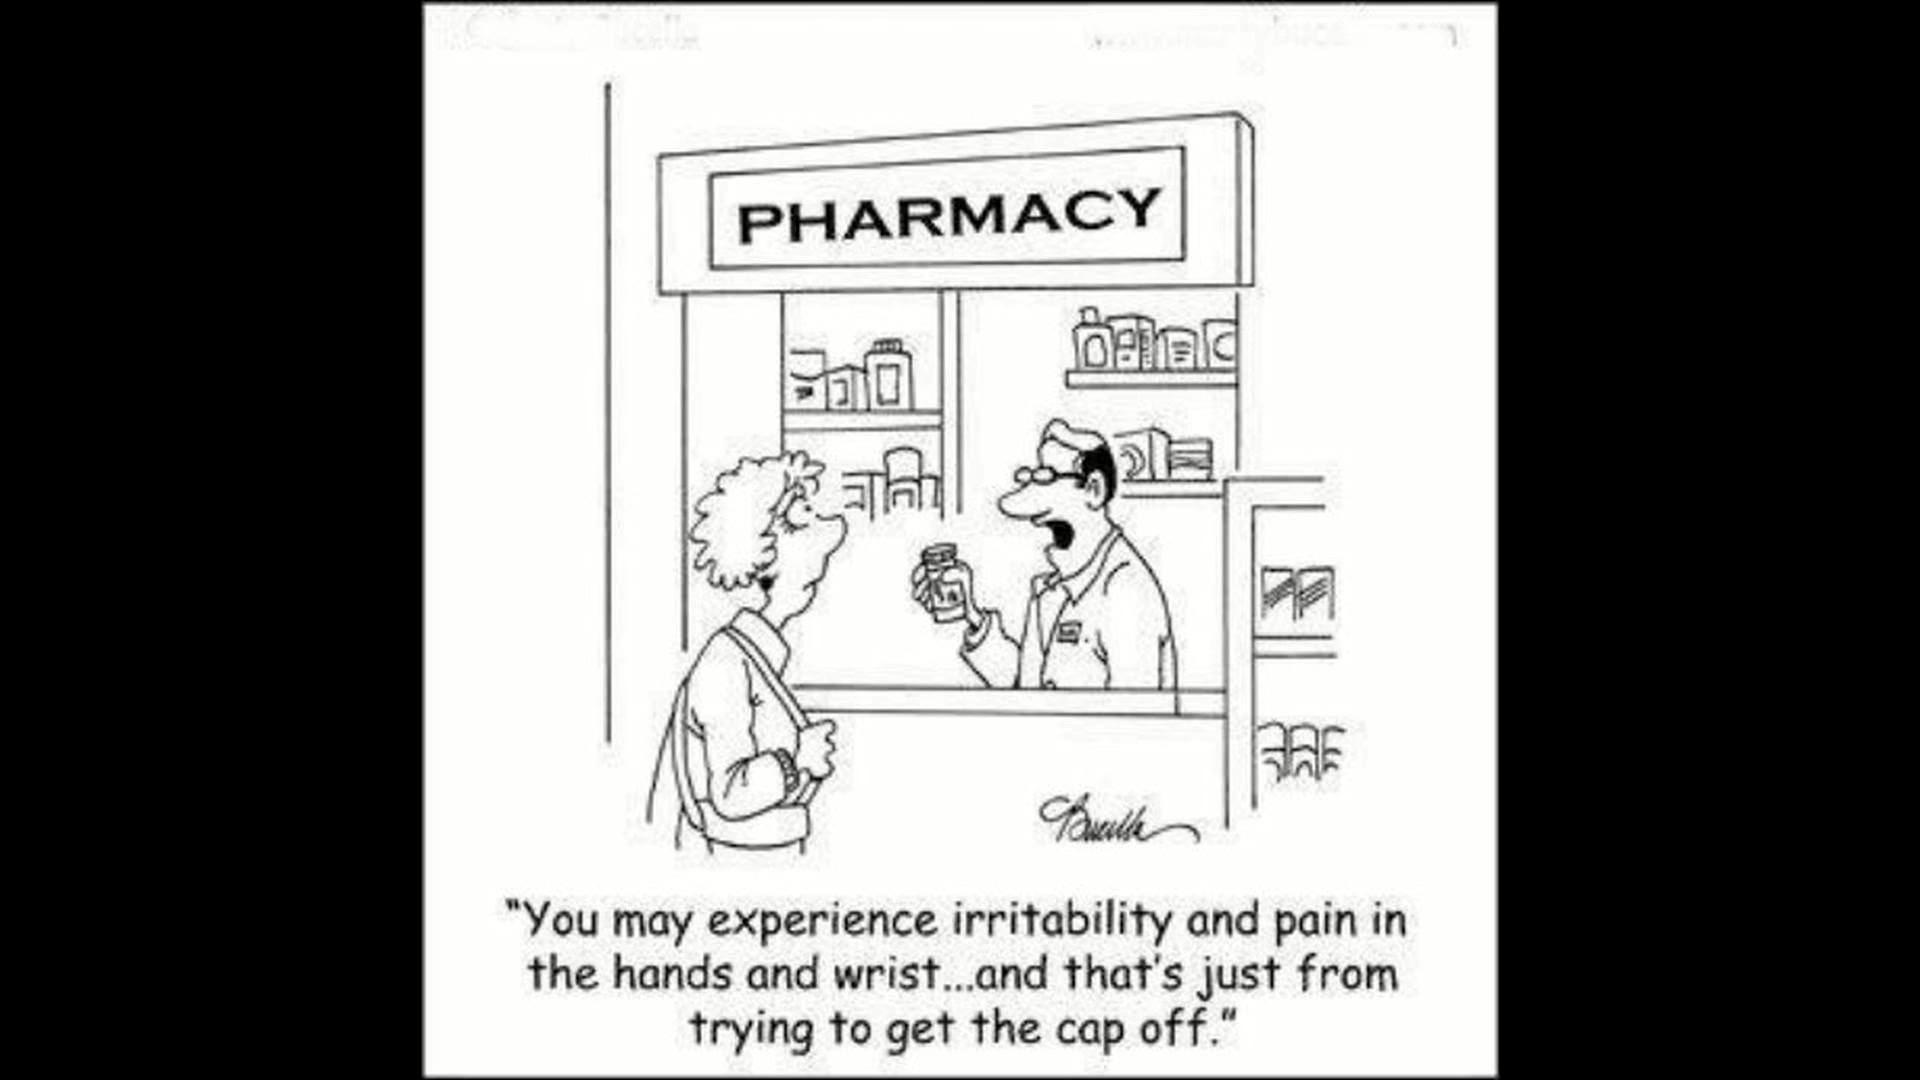 PHARMACY
Bucella
“You may experience irritability and pain in
the hands and wrist...and that's just from
trying to get the cap off.”